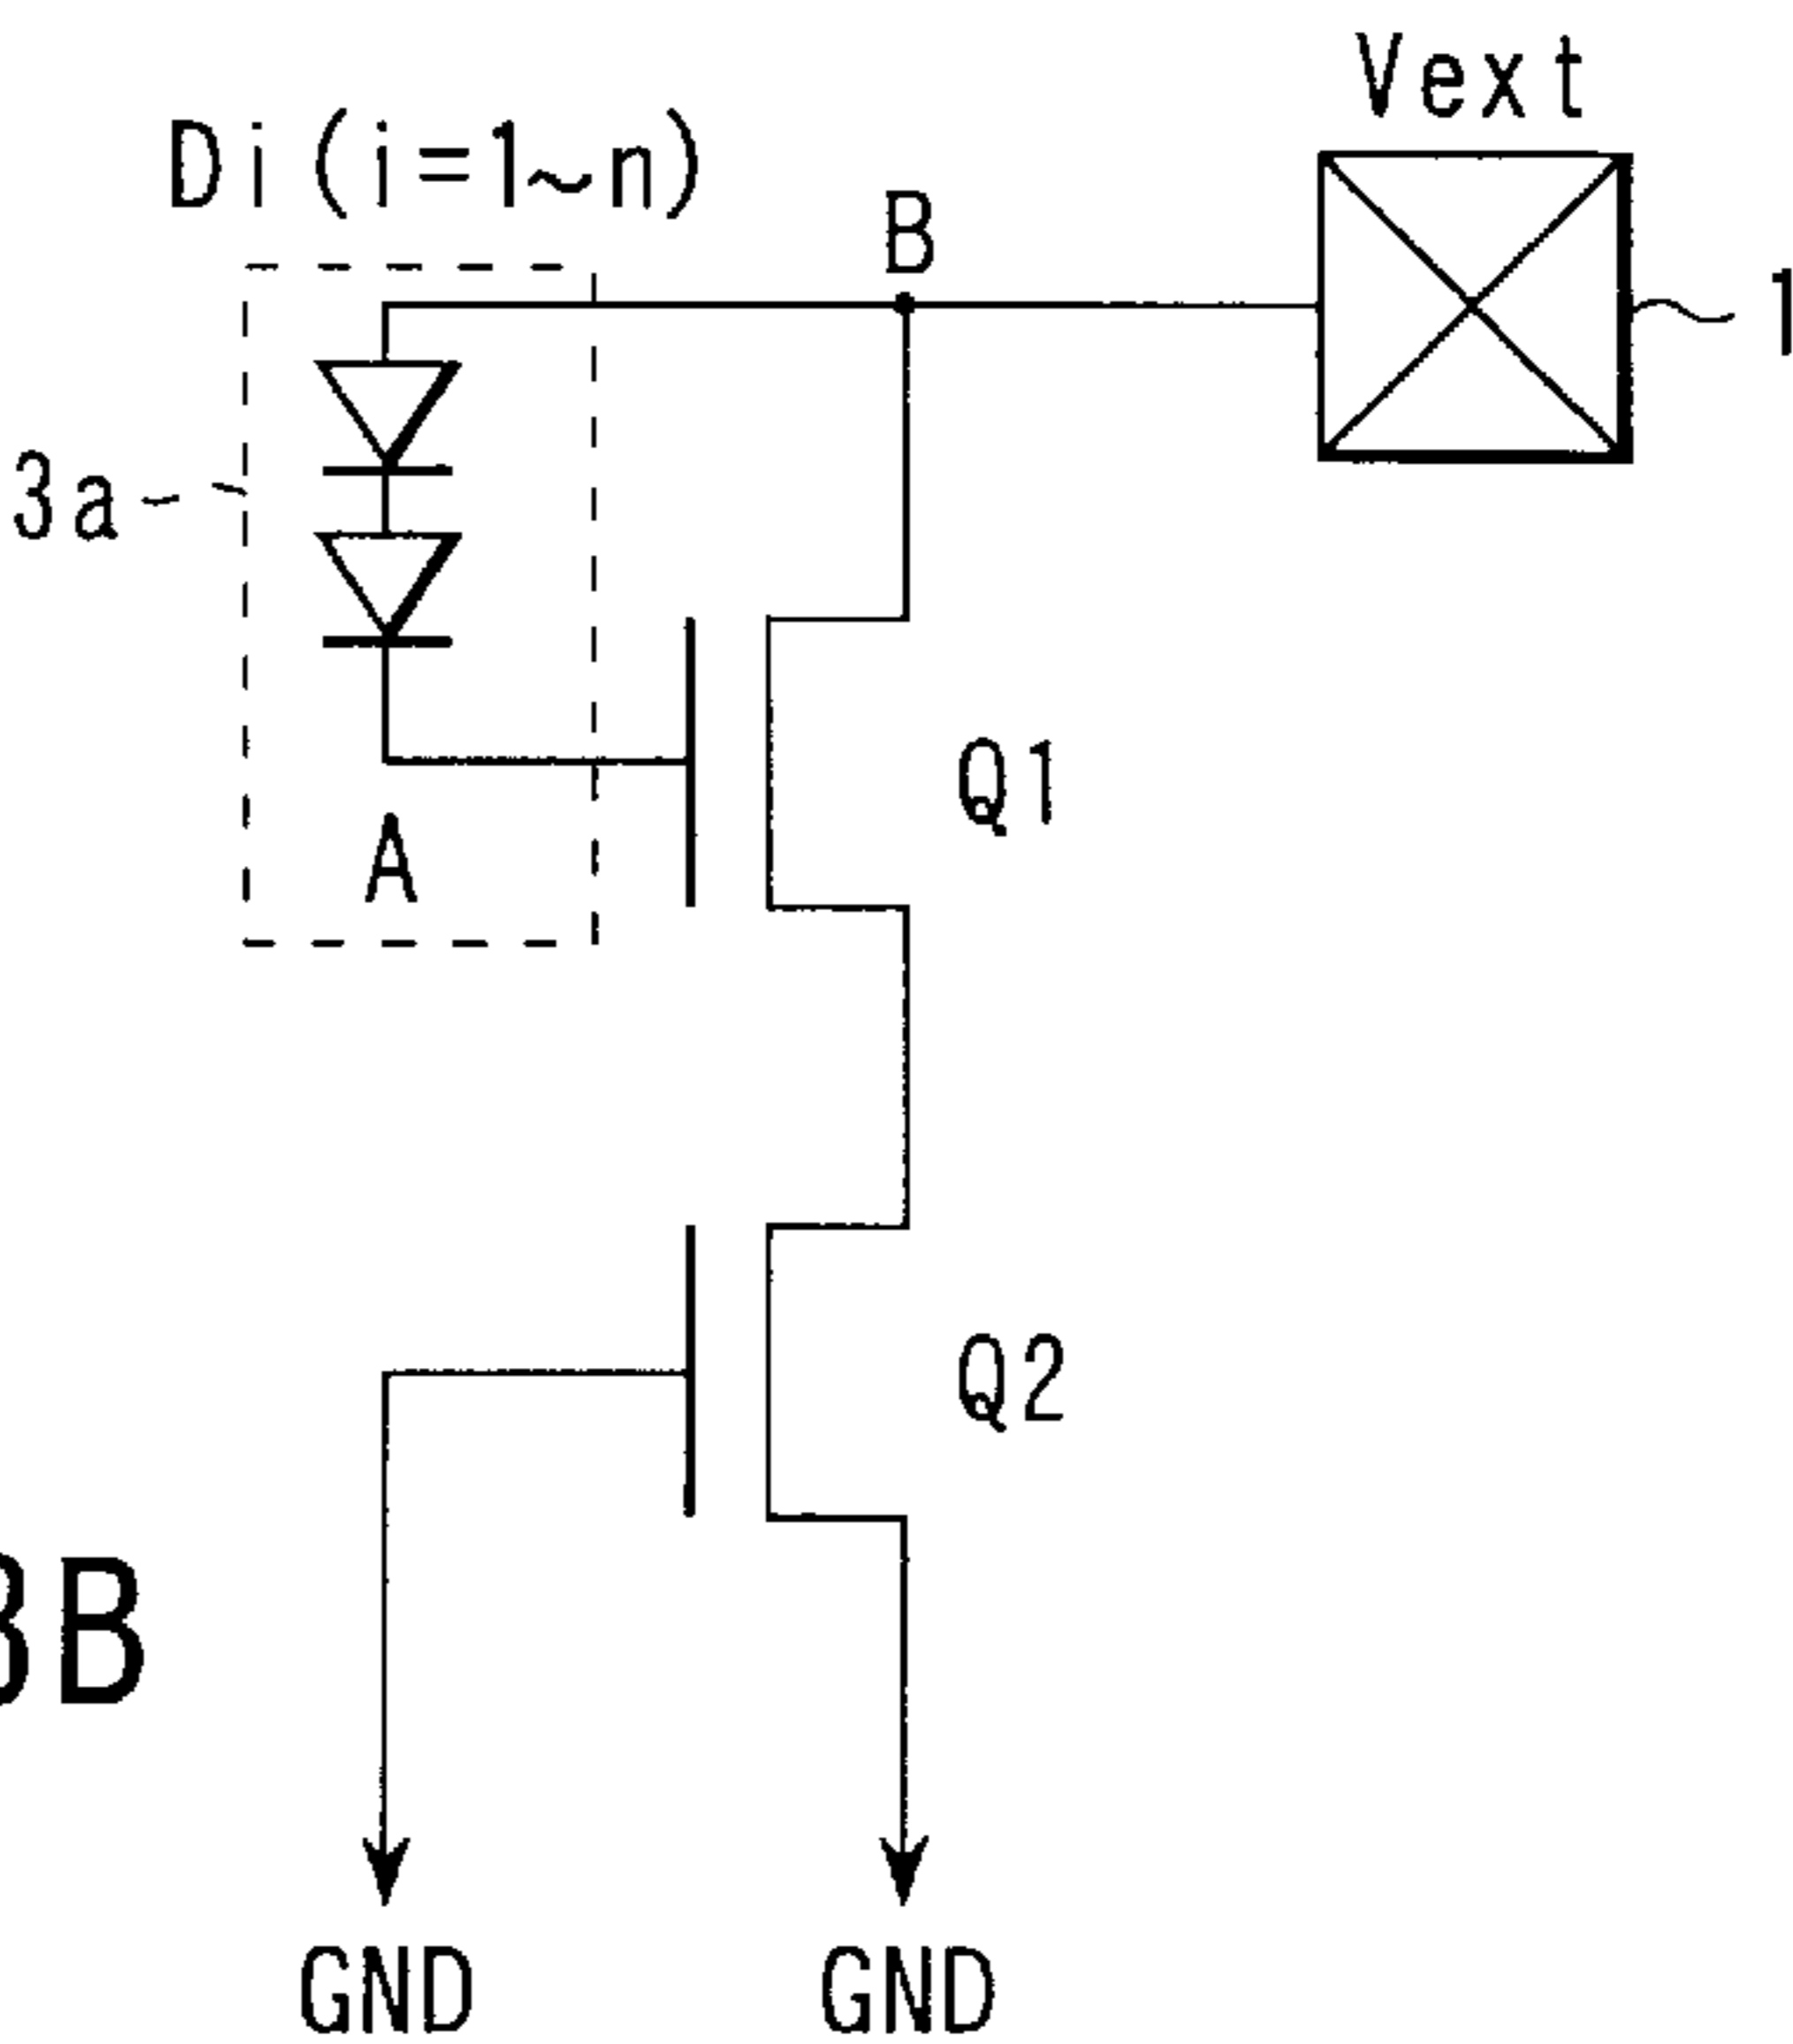 Vext
Di(i=1~n)
B
1
3a
Q1
A
Q2
3B
GND
GND